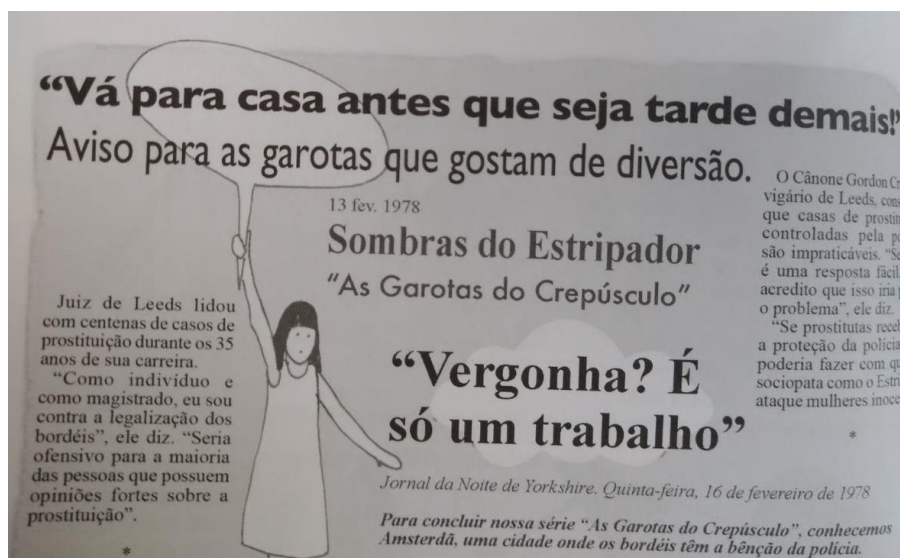 “Vá para casa antes que seja tarde demais!”
Aviso para as garotas que gostam de diversão.
13 fev. 1978
Sombras do Estripador
“As Garotas do Crepúsculo”
Juiz de Leeds lidou
com centenas de casos de
prostituição durante os 35
anos de sua carreira.
“Como indivíduo e
como magistrado, eu sou
contra a legalização dos
bordéis”, ele diz. “Seria
ofensivo para a maioria
das pessoas que possuem
opiniões fortes sobre a
prostituição”.
*
“Vergonha? É
só um trabalho”
Jornal da Noite de Yorkshire. Quinta-feira, 16 de fevereiro de 1978
Para concluir nossa série “As Garotas do Crepúsculo”, conhecemos
Amsterdã, uma cidade onde os bordéis têm a bênção da polícia.
O Cânone Gordon
vigário de Leeds,
que casas de
controladas pela
são impraticáveis.
é uma resposta fácil,
acredito que isso iria
o problema”, ele diz.
“Se prostitutas
a proteção da polícia
poderia fazer com
sociopata como o
ataque mulheres
*